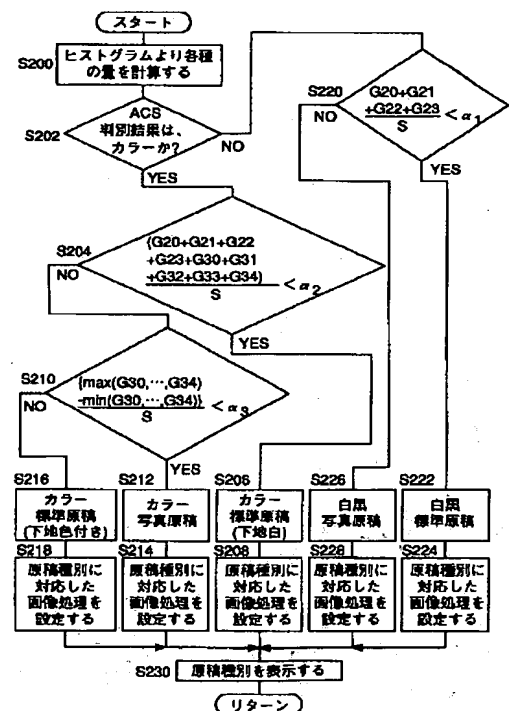 スタート
S200
ヒストグラムより各種
の量を計算する
S202
ACS
判別結果は、
カラーか?
NO
YES
S220
G20+G21
+G22+G23
S
<α1
NO
YES
S204
{G20+G21+G22
+G23+G30+G31
+G32+G33+G34}
S
<α2
NO
YES
S210
{max(G30,…,G34)
-min(G30,…,G34)}
S
<α3
NO
YES
S216
カラー
標準原稿
(下地色付き)
S212
カラー
写真原稿
S206
カラー
標準原稿
(下地白)
S226
白黒
写真原稿
S222
白黒
標準原稿
S218
原稿種別に
対応した
画像処理を
設定する
S214
原稿種別に
対応した
画像処理を
設定する
S208
原稿種別に
対応した
画像処理を
設定する
S228
原稿種別に
対応した
画像処理を
設定する
S224
原稿種別に
対応した
画像処理を
設定する
S230
原稿種別を表示する
リターン